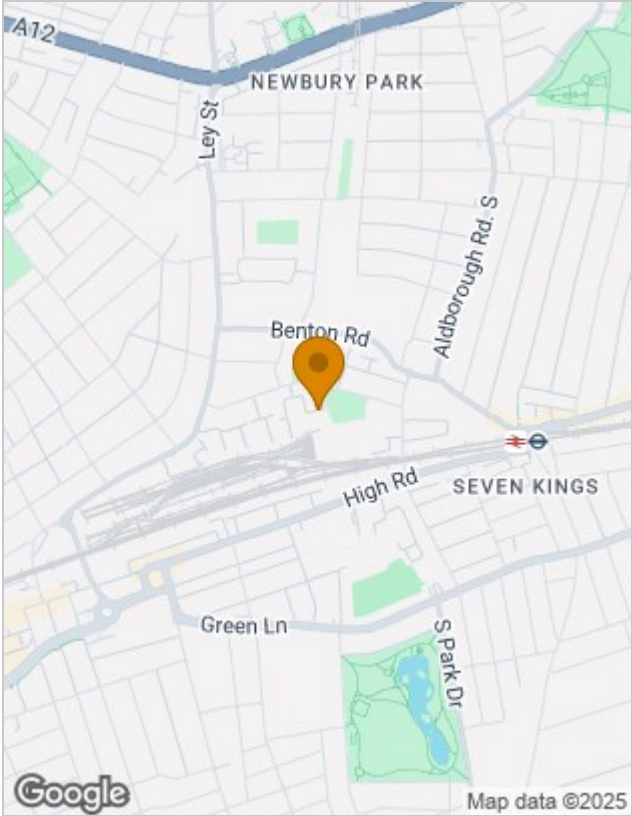 A12
NEWBURY PARK
Ley St
Aldborough Rd. S
Benton Rd
High Rd
SEVEN KINGS
Green Ln
S Park Dr
Google
Map data ©2025